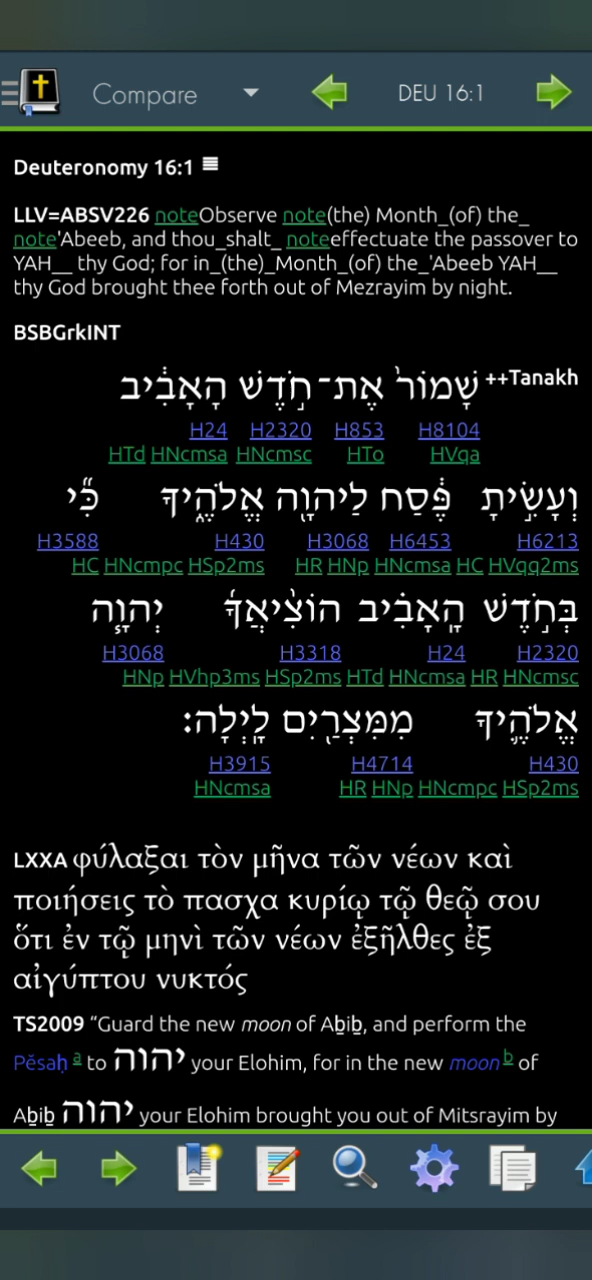 Compare DEU 16:1
Deuteronomy 16:1
LLV=ABSV226 noteObserve note(the) Month_(of) the_
note'Abeeb, and thou_shalt_ noteeffectuate the passover to
YAH__ thy God; for in_(the)_Month_(of) the_'Abeeb YAH__
thy God brought thee forth out of Mezrayim by night.
BSBGrkINT
++Tanakh שָׁמוֹר֙ אֶת־חֹ֣דֶשׁ הָאָבִ֔יב
H24 H2320 H853 H8104
HTd HNcmsa HNcmsc HTo HVqa
וְעָשִׂ֣יתָ פֶּ֔סַח לַיהוָ֖ה אֱלֹהֶ֑יךָ כִּ֞י
H3588 H430 H3068 H6453 H6213
HC HNcmpc HSp2ms HR HNp HNcmsa HC HVqq2ms
בְּחֹ֣דֶשׁ הָֽאָבִ֗יב הוֹצִ֨יאֲךָ֜ יְהוָ֧ה
H3068 H3318 H24 H2320
HNp HVhp3ms HSp2ms HTd HNcmsa HR HNcmsc
אֱלֹהֶ֛יךָ מִמִּצְרַ֖יִם לָֽיְלָה׃
H3915 H4714 H430
HNcmsa HR HNp HNcmpc HSp2ms
LXXA φύλαξαι τὸν μῆνα τῶν νέων καὶ
ποιήσεις τὸ πασχα κυρίῳ τῷ θεῷ σου
ὅτι ἐν τῷ μηνὶ τῶν νέων ἐξῆλθες ἐξ
αἰγύπτου νυκτός
TS2009 “Guard the new moon of Aḇiḇ, and perform the
Pĕsaḥ a to יהוה your Elohim, for in the new moon b of
Aḇiḇ יהוה your Elohim brought you out of Mitsrayim by